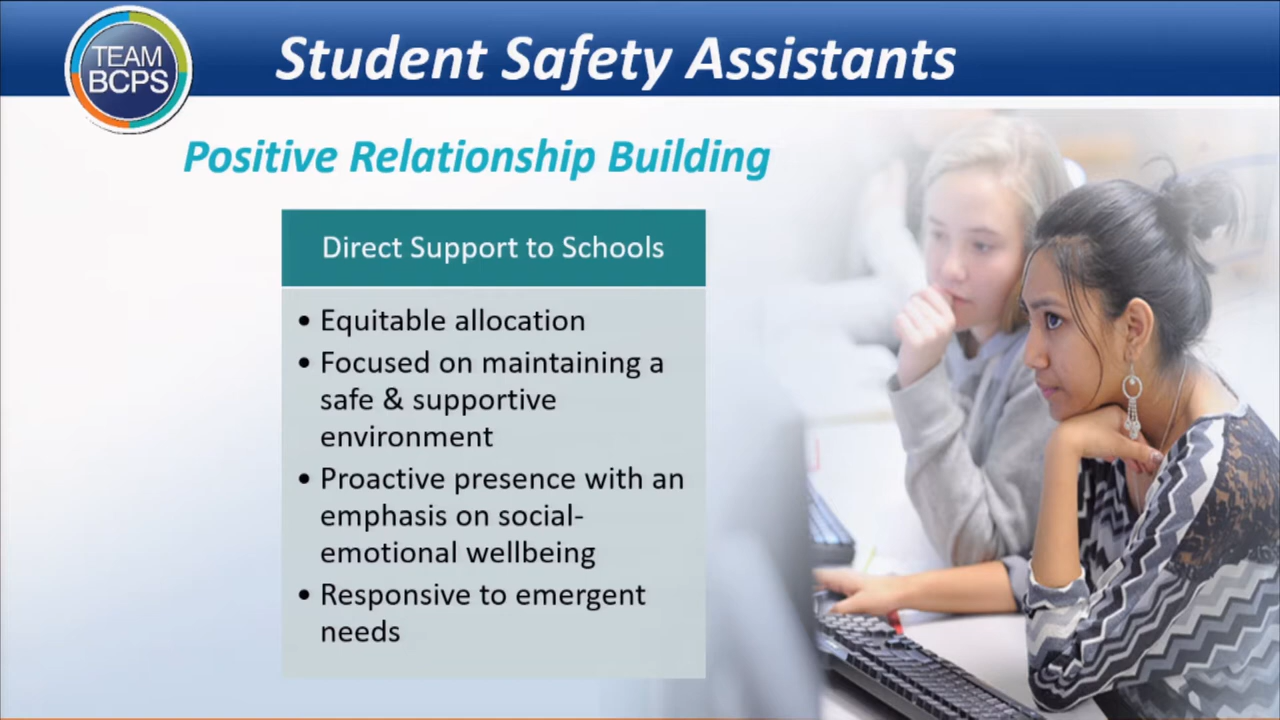 TEAM
BCPS
Student Safety Assistants
Positive Relationship Building
Direct Support to Schools
• Equitable allocation
• Focused on maintaining a
safe & supportive
environment
• Proactive presence with an
emphasis on social-
emotional wellbeing
• Responsive to emergent
needs